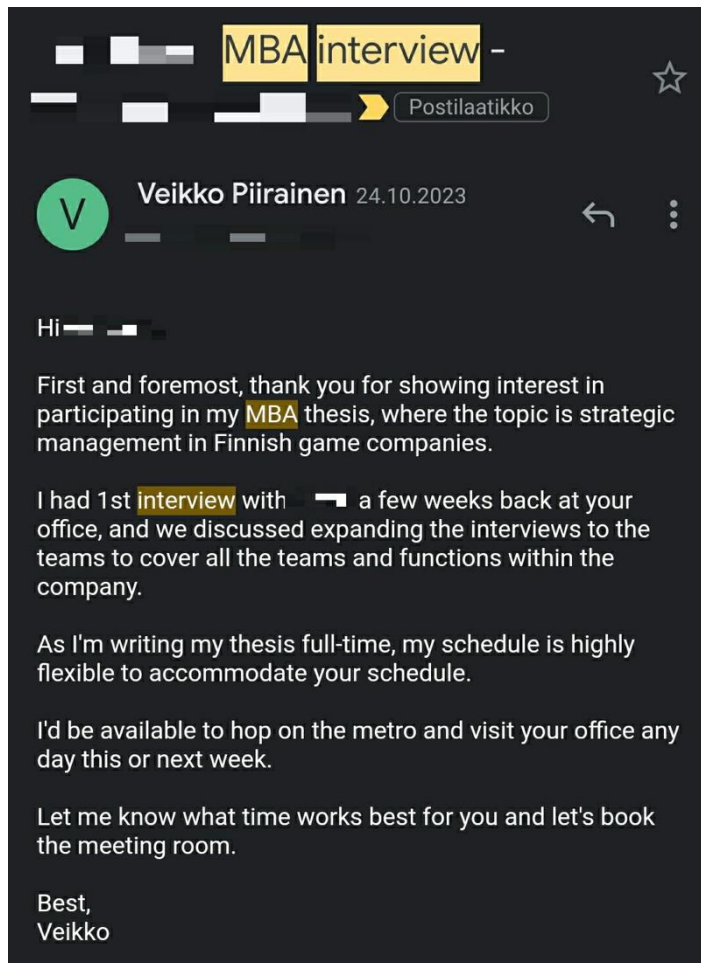 MBA interview -
Postilaatikko
V
Veikko Piirainen 24.10.2023
Hi
First and foremost, thank you for showing interest in
participating in my MBA thesis, where the topic is strategic
management in Finnish game companies.
I had 1st interview with a few weeks back at your
office, and we discussed expanding the interviews to the
teams to cover all the teams and functions within the
company.
As I'm writing my thesis full-time, my schedule is highly
flexible to accommodate your schedule.
I'd be available to hop on the metro and visit your office any
day this or next week.
Let me know what time works best for you and let's book
the meeting room.
Best,
Veikko